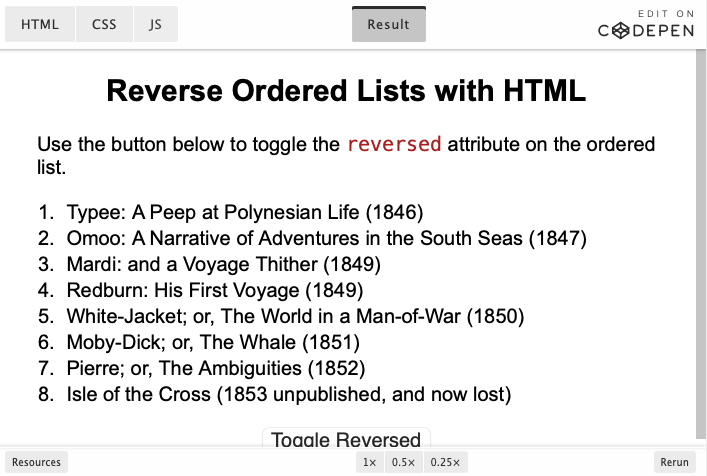 HTML CSS JS Result EDIT ON
CODEPEN
Reverse Ordered Lists with HTML
Use the button below to toggle the reversed attribute on the ordered
list.
1. Typee: A Peep at Polynesian Life (1846)
2. Omoo: A Narrative of Adventures in the South Seas (1847)
3. Mardi: and a Voyage Thither (1849)
4. Redburn: His First Voyage (1849)
5. White-Jacket; or, The World in a Man-of-War (1850)
6. Moby-Dick; or, The Whale (1851)
7. Pierre; or, The Ambiguities (1852)
8. Isle of the Cross (1853 unpublished, and now lost)
Toggle Reversed
Resources 1× 0.5× 0.25× Rerun